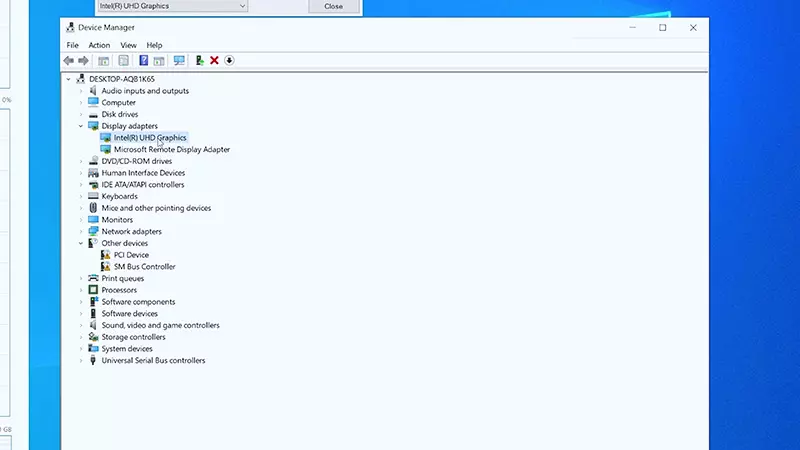 Intel(R) UHD Graphics
Close
Device Manager
File Action View Help
DESKTOP-AQB1K65
0%
Audio inputs and outputs
Computer
Disk drives
Display adapters
Intel(R) UHD Graphics
Microsoft Remote Display Adapter
DVD/CD-ROM drives
Human Interface Devices
IDE ATA/ATAPI controllers
Keyboards
Mice and other pointing devices
Monitors
Network adapters
Other devices
PCI Device
SM Bus Controller
Print queues
Processors
Software components
Software devices
Sound, video and game controllers
Storage controllers
System devices
Universal Serial Bus controllers
GB